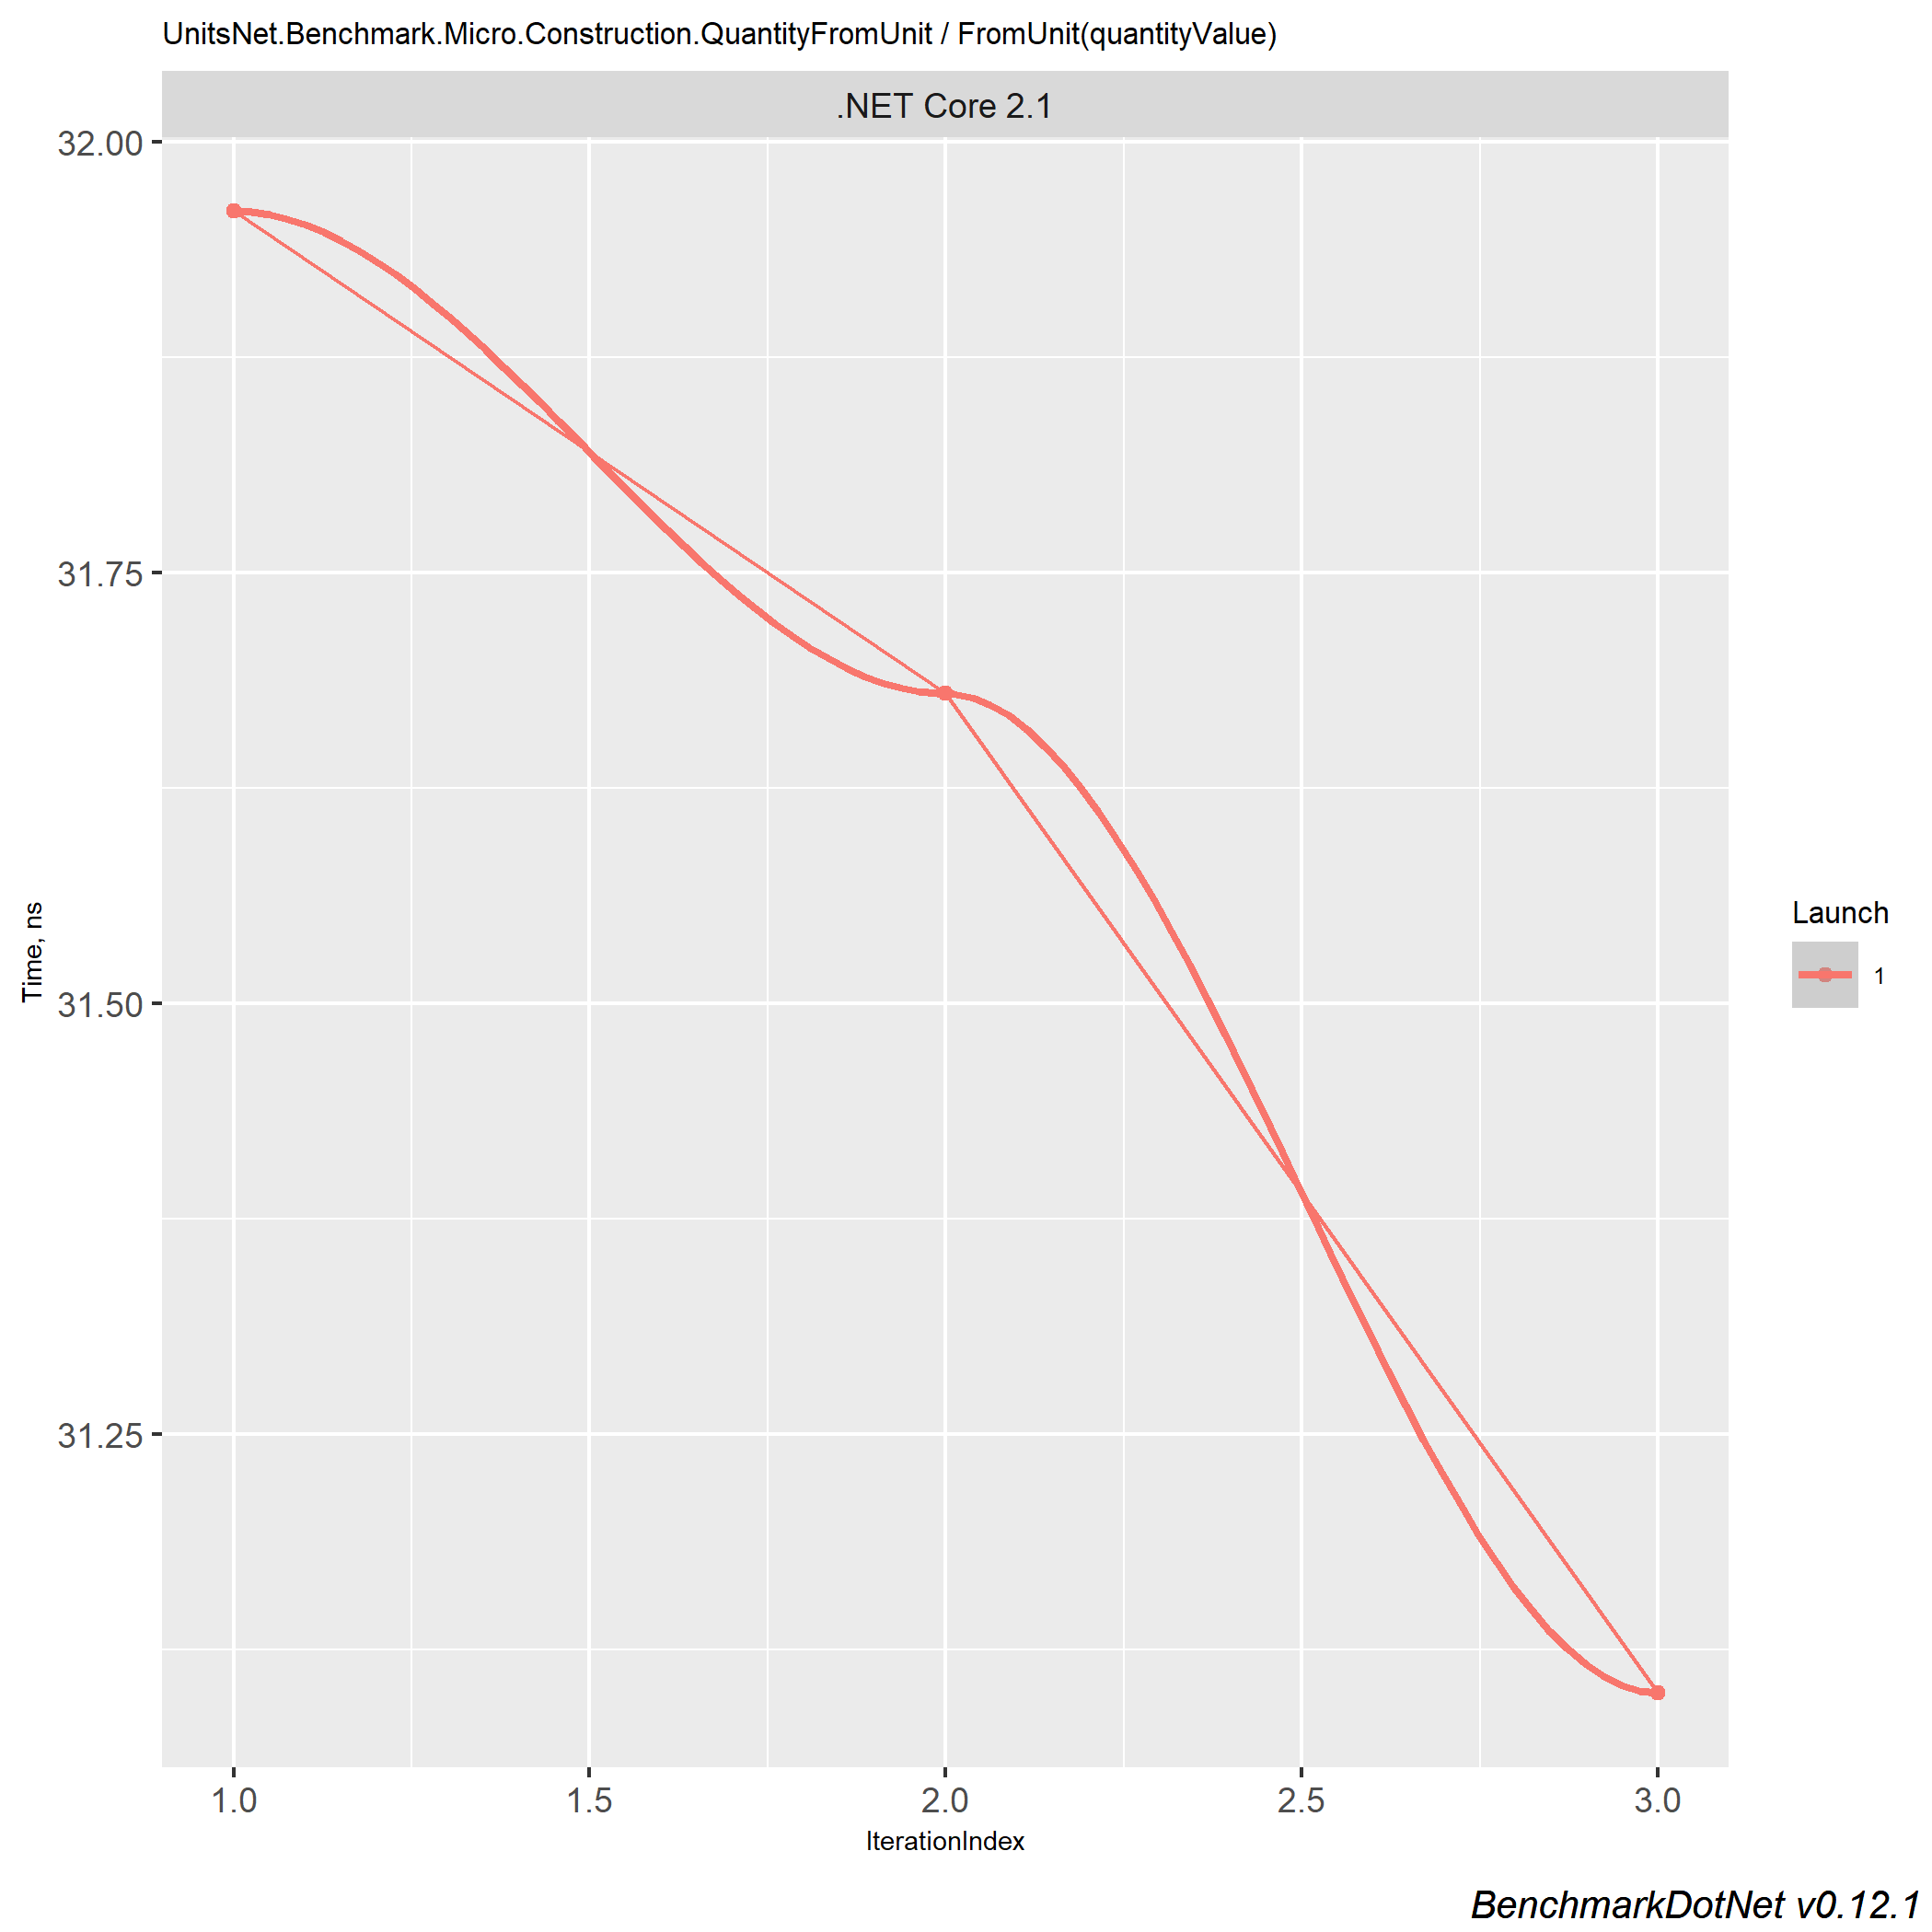 UnitsNet.Benchmark.Micro.Construction.QuantityFromUnit / FromUnit(quantityValue)
.NET Core 2.1
32.00
31.75
31.50
31.25
Time, ns
1.0 1.5 2.0 2.5 3.0
IterationIndex
Launch
1
BenchmarkDotNet v0.12.1